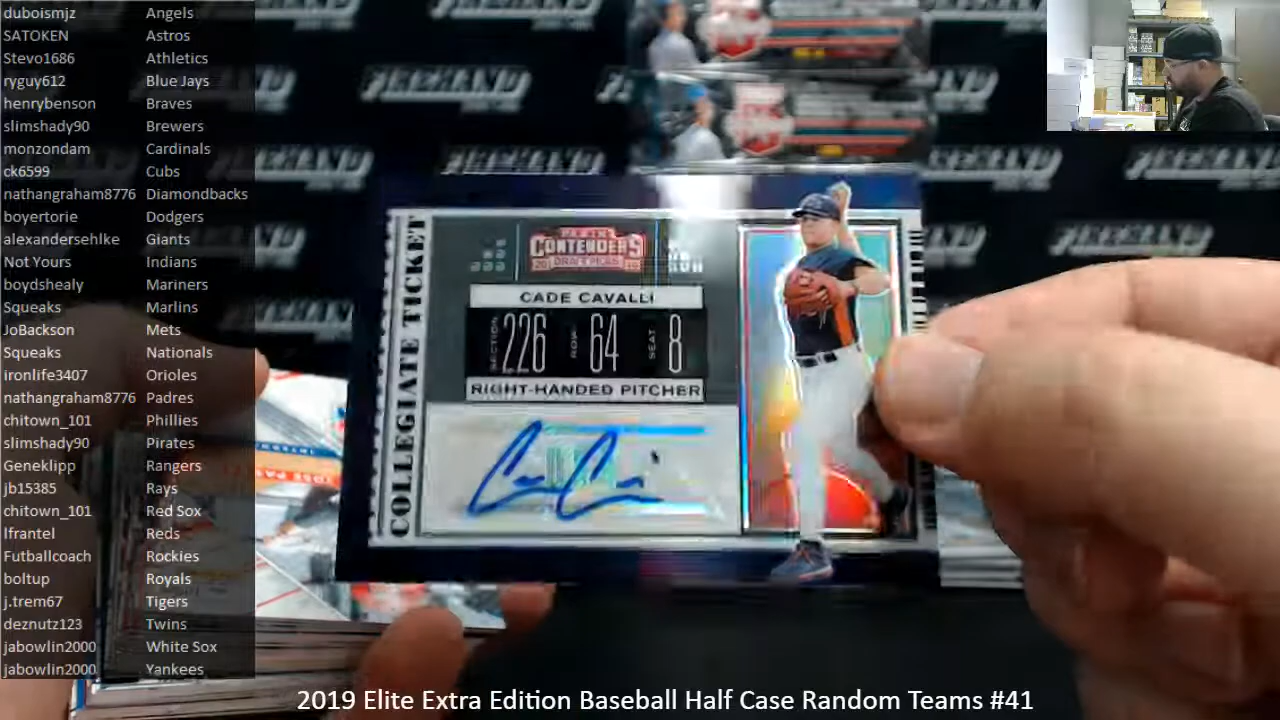 duboismjz Angels
SATOKEN Astros
Stevo1686 Athletics
ryguy612 Blue Jays
henrybenson Braves
slimshady90 Brewers
monzondam Cardinals
ck6599 Cubs
nathangraham8776 Diamondbacks
boyertorie Dodgers
alexandersehlke Giants
Not Yours Indians
boydshealy Mariners
Squeaks Marlins
JoBackson Mets
Squeaks Nationals
ironlife3407 Orioles
nathangraham8776 Padres
chitown_101 Phillies
slimshady90 Pirates
Geneklipp Rangers
Jb15385 Rays
chitown_101 Red Sox
lfrantel Reds
Futballcoach Rockies
boltup Royals
j.trem67 Tigers
deznutz123 Twins
jabowlin2000 White Sox
jabowlin2000 Yankees
FIREHAND
COLLEGIATE TICKET
PANINI
CONTENDERS
DRAFT PICKS
CADE CAVALLI
SECTION 226 ROW 64 SEAT 8
RIGHT-HANDED PITCHER
2019 Elite Extra Edition Baseball Half Case Random Teams #41